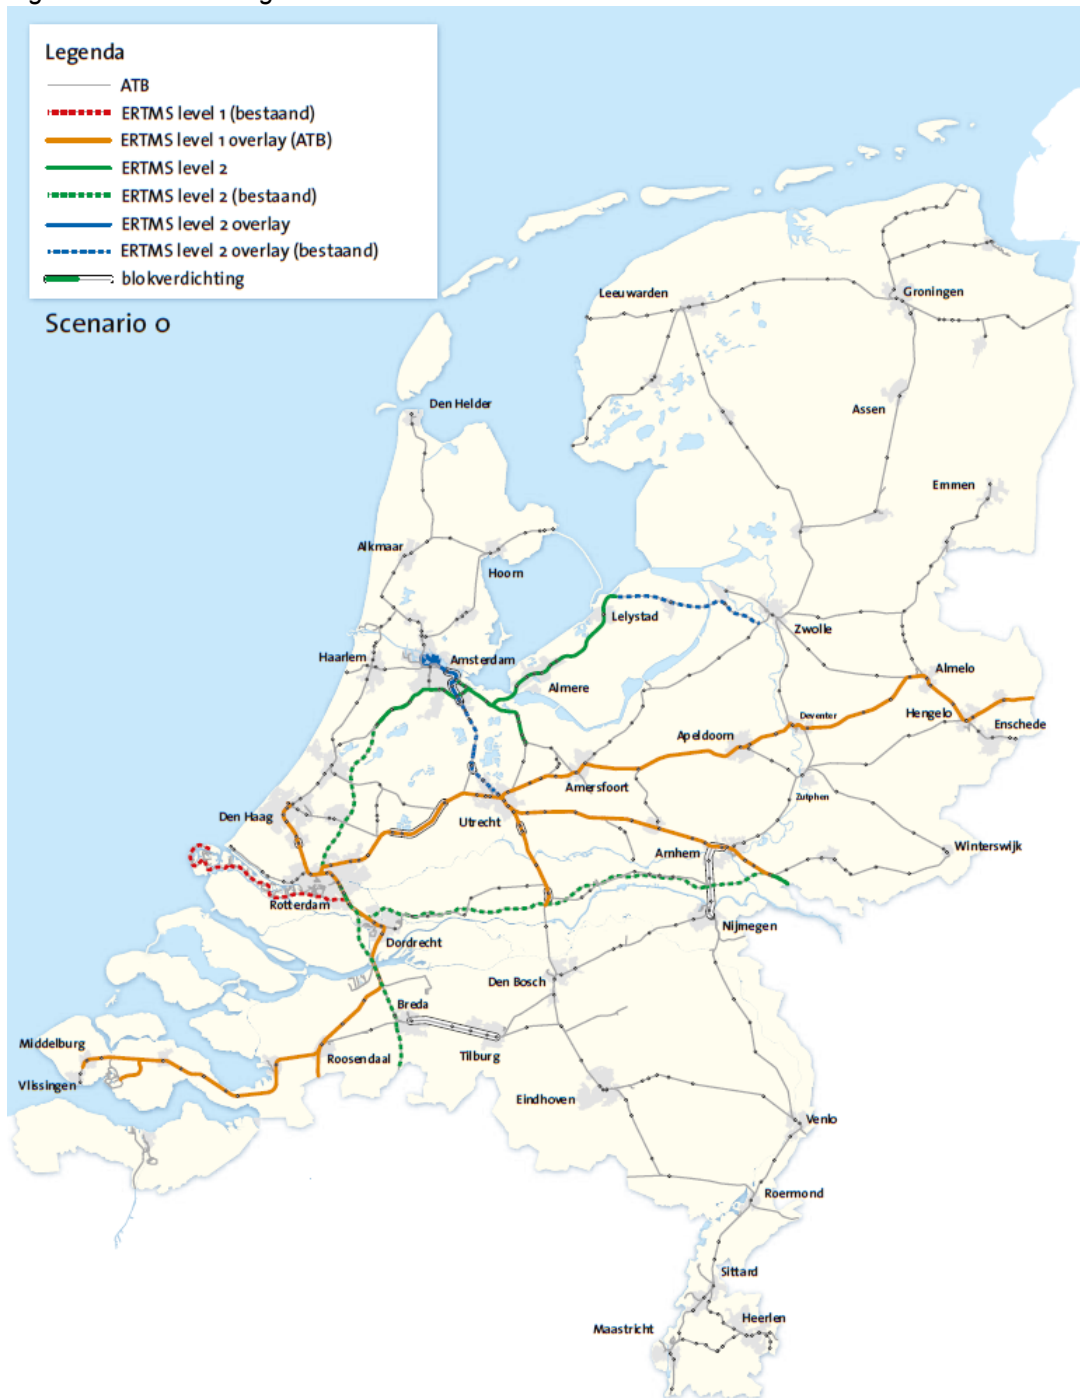 Legenda
ATB
ERTMS level 1 (bestaand)
ERTMS level 1 overlay (ATB)
ERTMS level 2
ERTMS level 2 (bestaand)
ERTMS level 2 overlay
ERTMS level 2 overlay (bestaand)
blokverdichting
Scenario 0
Leeuwarden
Groningen
Den Helder
Assen
Emmen
Alkmaar
Hoorn
Lelystad
Zwolle
Haarlem
Amsterdam
Almere
Almelo
Deventer
Hengelo
Enschede
Apeldoorn
Amersfoort
Zutphen
Den Haag
Utrecht
Arnhem
Winterswijk
Rotterdam
Nijmegen
Dordrecht
Den Bosch
Breda
Middelburg
Roosendaal
Tilburg
Vlissingen
Eindhoven
Venlo
Roermond
Sittard
Heerlen
Maastricht